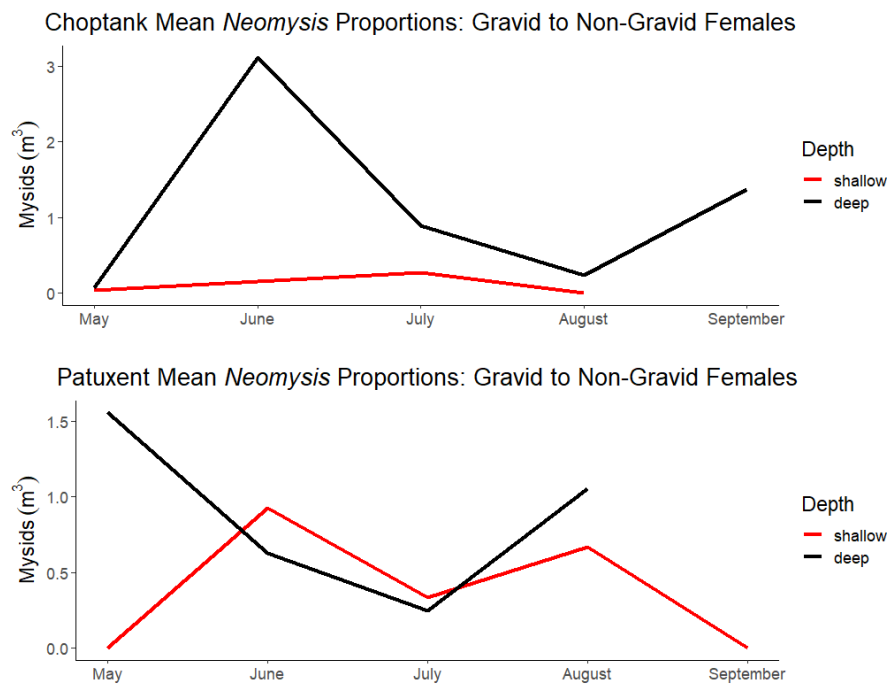 Choptank Mean Neomysis Proportions: Gravid to Non-Gravid Females
3
2
1
0
Mysids (m³)
May June July August September
Depth
shallow
deep
Patuxent Mean Neomysis Proportions: Gravid to Non-Gravid Females
1.5
1.0
0.5
0.0
Mysids (m³)
May June July August September
Depth
shallow
deep